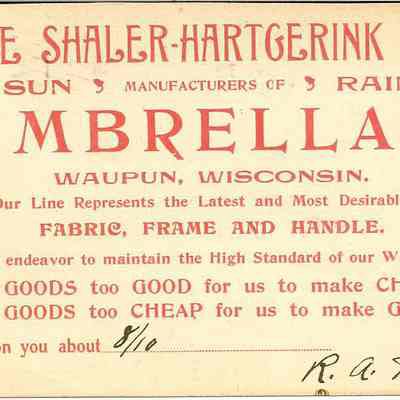 E SHALER-HARTGERINK
SUN MANUFACTURERS OF RAIN
MBRELLA
WAUPUN, WISCONSIN.
Our Line Represents the Latest and Most Desirabl
FABRIC, FRAME AND HANDLE.
endeavor to maintain the High Standard of our W
GOODS too GOOD for us to make CH
GOODS too CHEAP for us to make G
on you about 8/10
R. A.